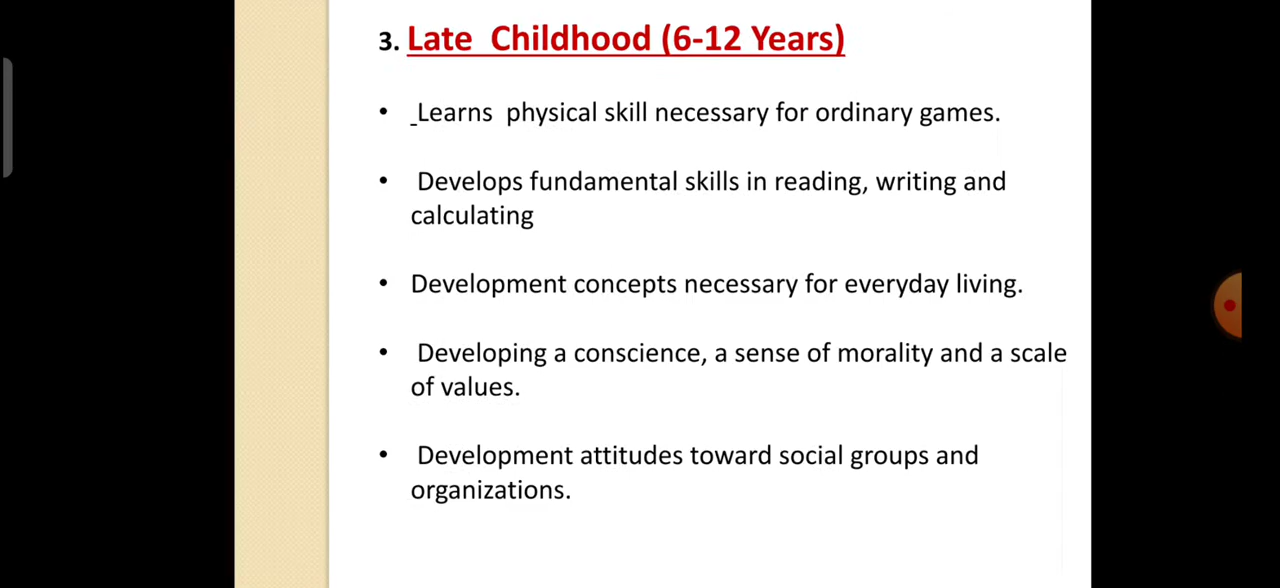 3. Late Childhood (6-12 Years)
• Learns physical skill necessary for ordinary games.
• Develops fundamental skills in reading, writing and
calculating
• Development concepts necessary for everyday living.
• Developing a conscience, a sense of morality and a scale
of values.
• Development attitudes toward social groups and
organizations.